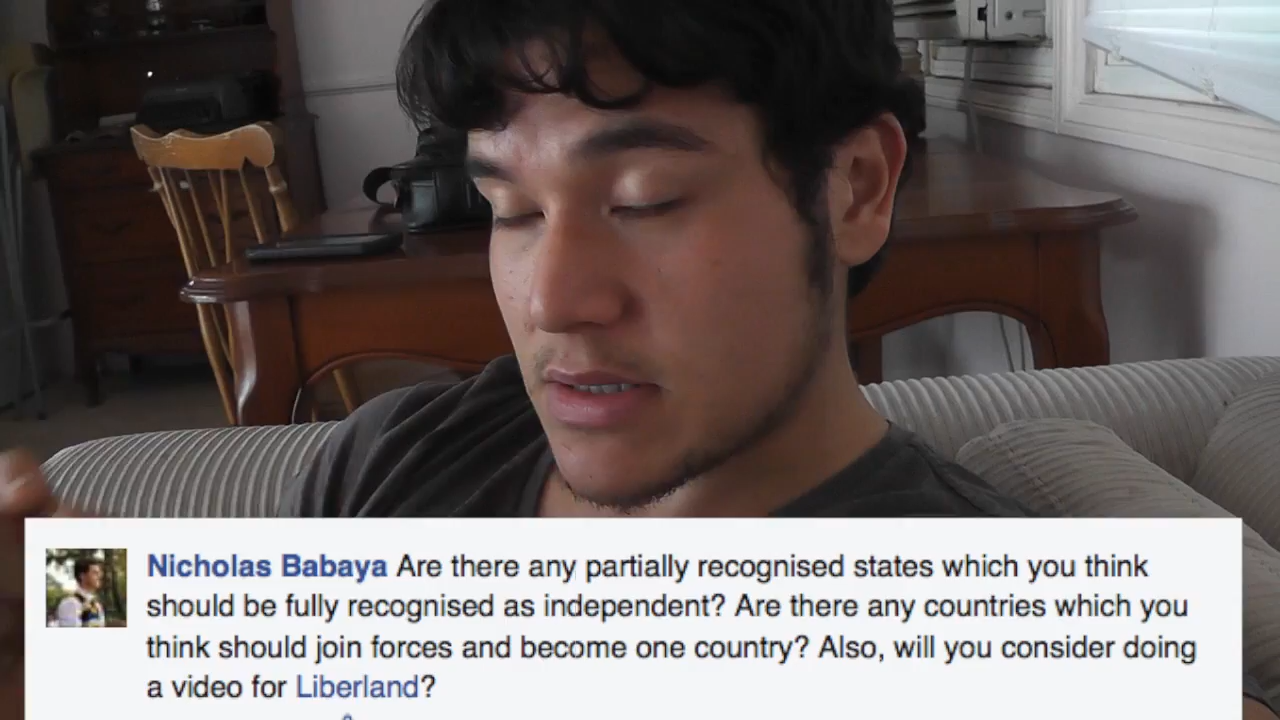 Nicholas Babaya Are there any partially recognised states which you think
should be fully recognised as independent? Are there any countries which you
think should join forces and become one country? Also, will you consider doing
a video for Liberland?